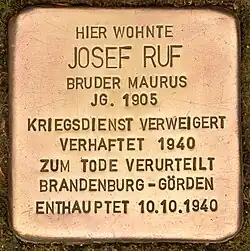 HIER WOHNTE
JOSEF RUF
BRUDER MAURUS
JG. 1905
KRIEGSDIENST VERWEIGERT
VERHAFTET 1940
ZUM TODE VERURTEILT
BRANDENBURG-GÖRDEN
ENTHAUPTET 10.10.1940